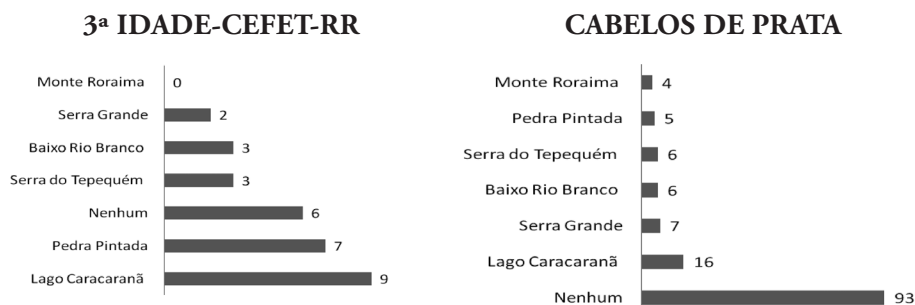 3ª IDADE-CEFET-RR
Monte Roraima 0
Serra Grande 2
Baixo Rio Branco 3
Serra do Tepequém 3
Nenhum 6
Pedra Pintada 7
Lago Caracaranã 9
CABELOS DE PRATA
Monte Roraima 4
Pedra Pintada 5
Serra do Tepequém 6
Baixo Rio Branco 6
Serra Grande 7
Lago Caracaranã 16
Nenhum 93